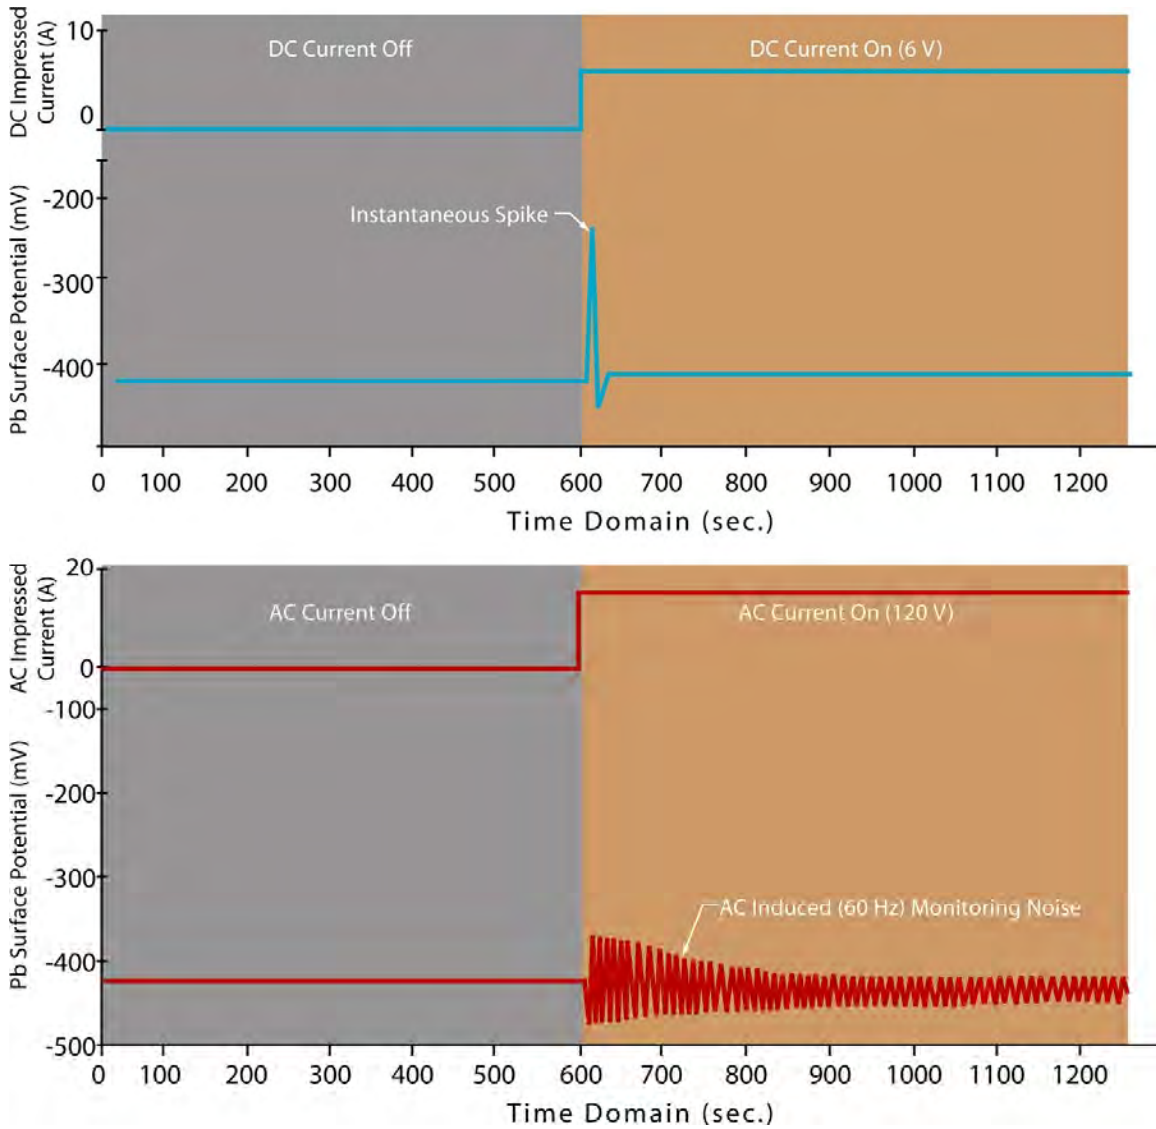 DC Impressed
Current (A)
10
0
DC Current Off
DC Current On (6 V)
Pb Surface Potential (mV)
-200
-300
-400
Instantaneous Spike
0 100 200 300 400 500 600 700 800 900 1000 1100 1200
Time Domain (sec.)
AC Impressed
Current (A)
20
0
AC Current Off
AC Current On (120 V)
Pb Surface Potential (mV)
-100
-200
-300
-400
-500
AC Induced (60 Hz) Monitoring Noise
0 100 200 300 400 500 600 700 800 900 1000 1100 1200
Time Domain (sec.)